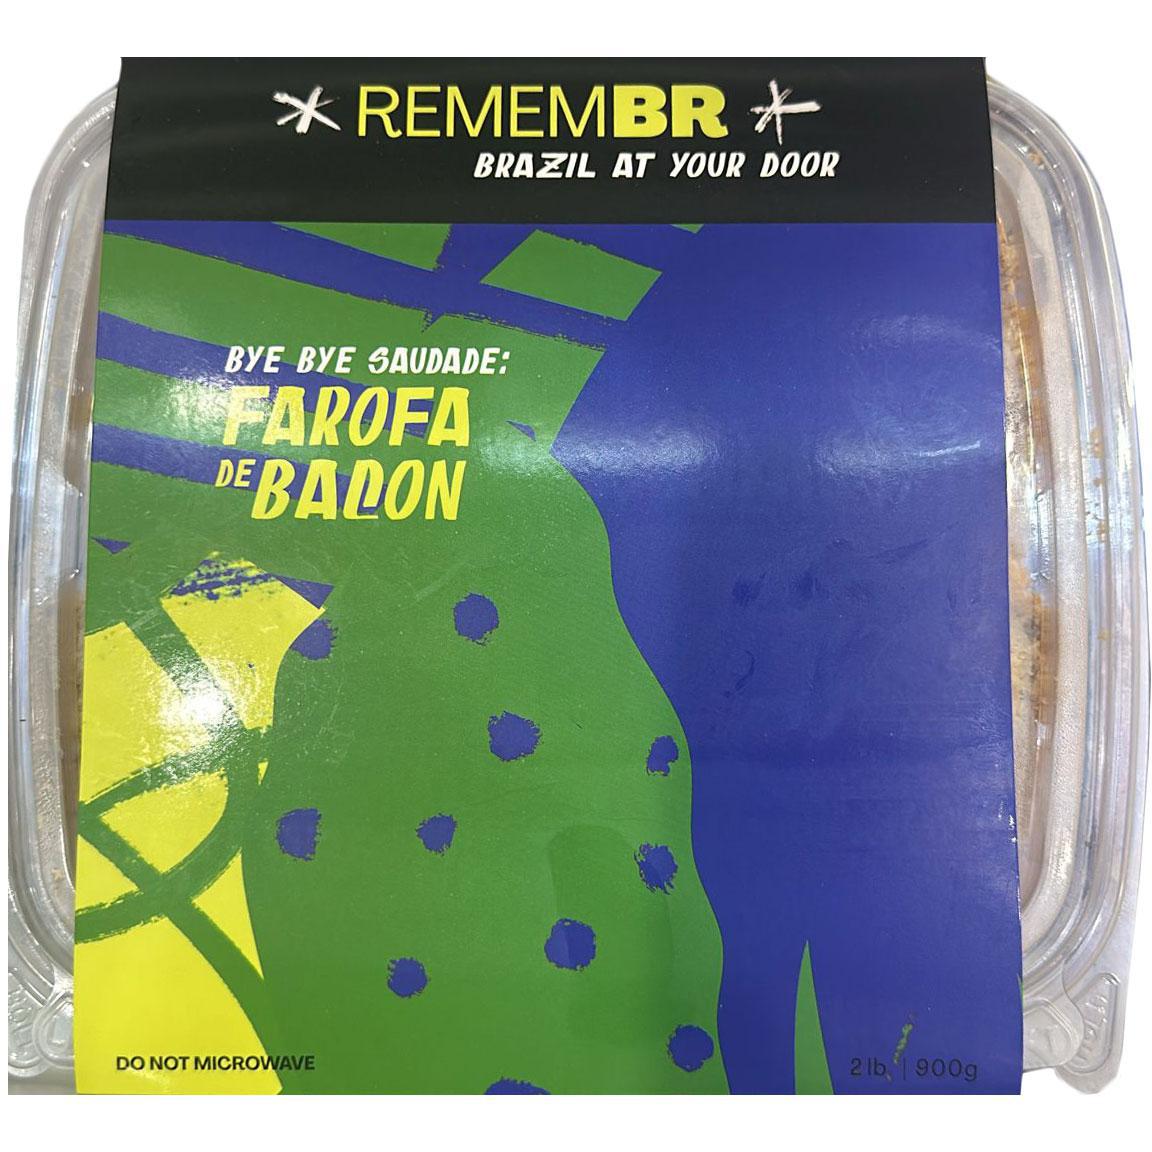 REMEMBR
BRAZIL AT YOUR DOOR
BYE BYE SAUDADE:
FAROFA
DE BACON
DO NOT MICROWAVE
2 lb. | 900g